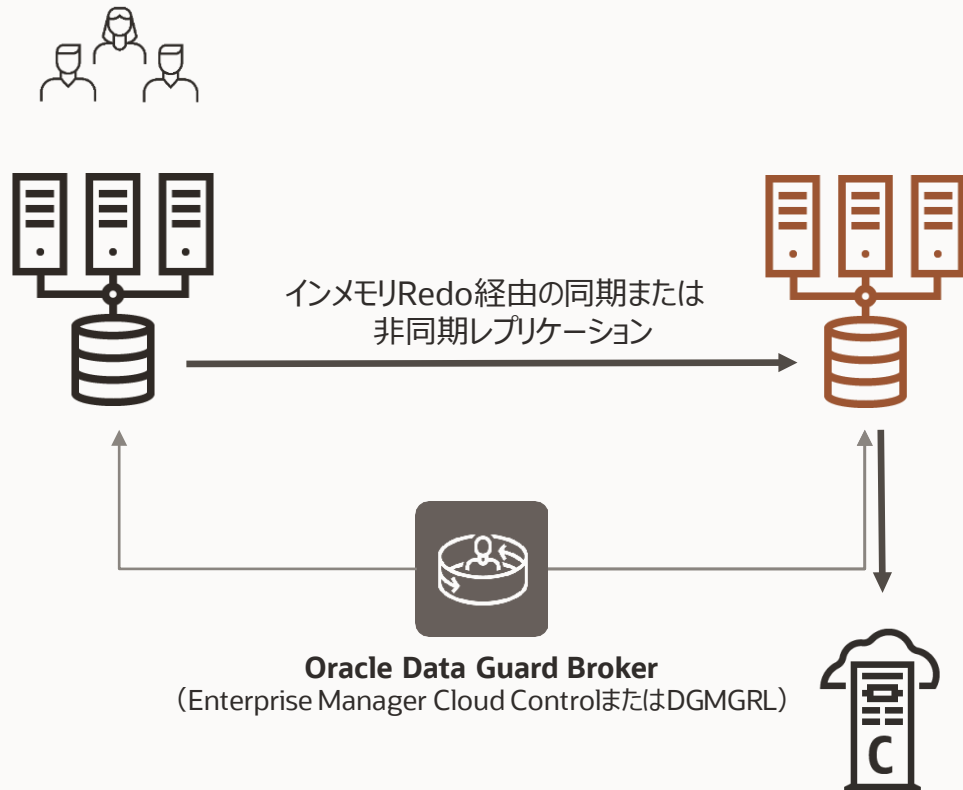 インメモリRedo経由の同期または
非同期レプリケーション
Oracle Data Guard Broker
（Enterprise Manager Cloud ControlまたはDGMGRL）
C